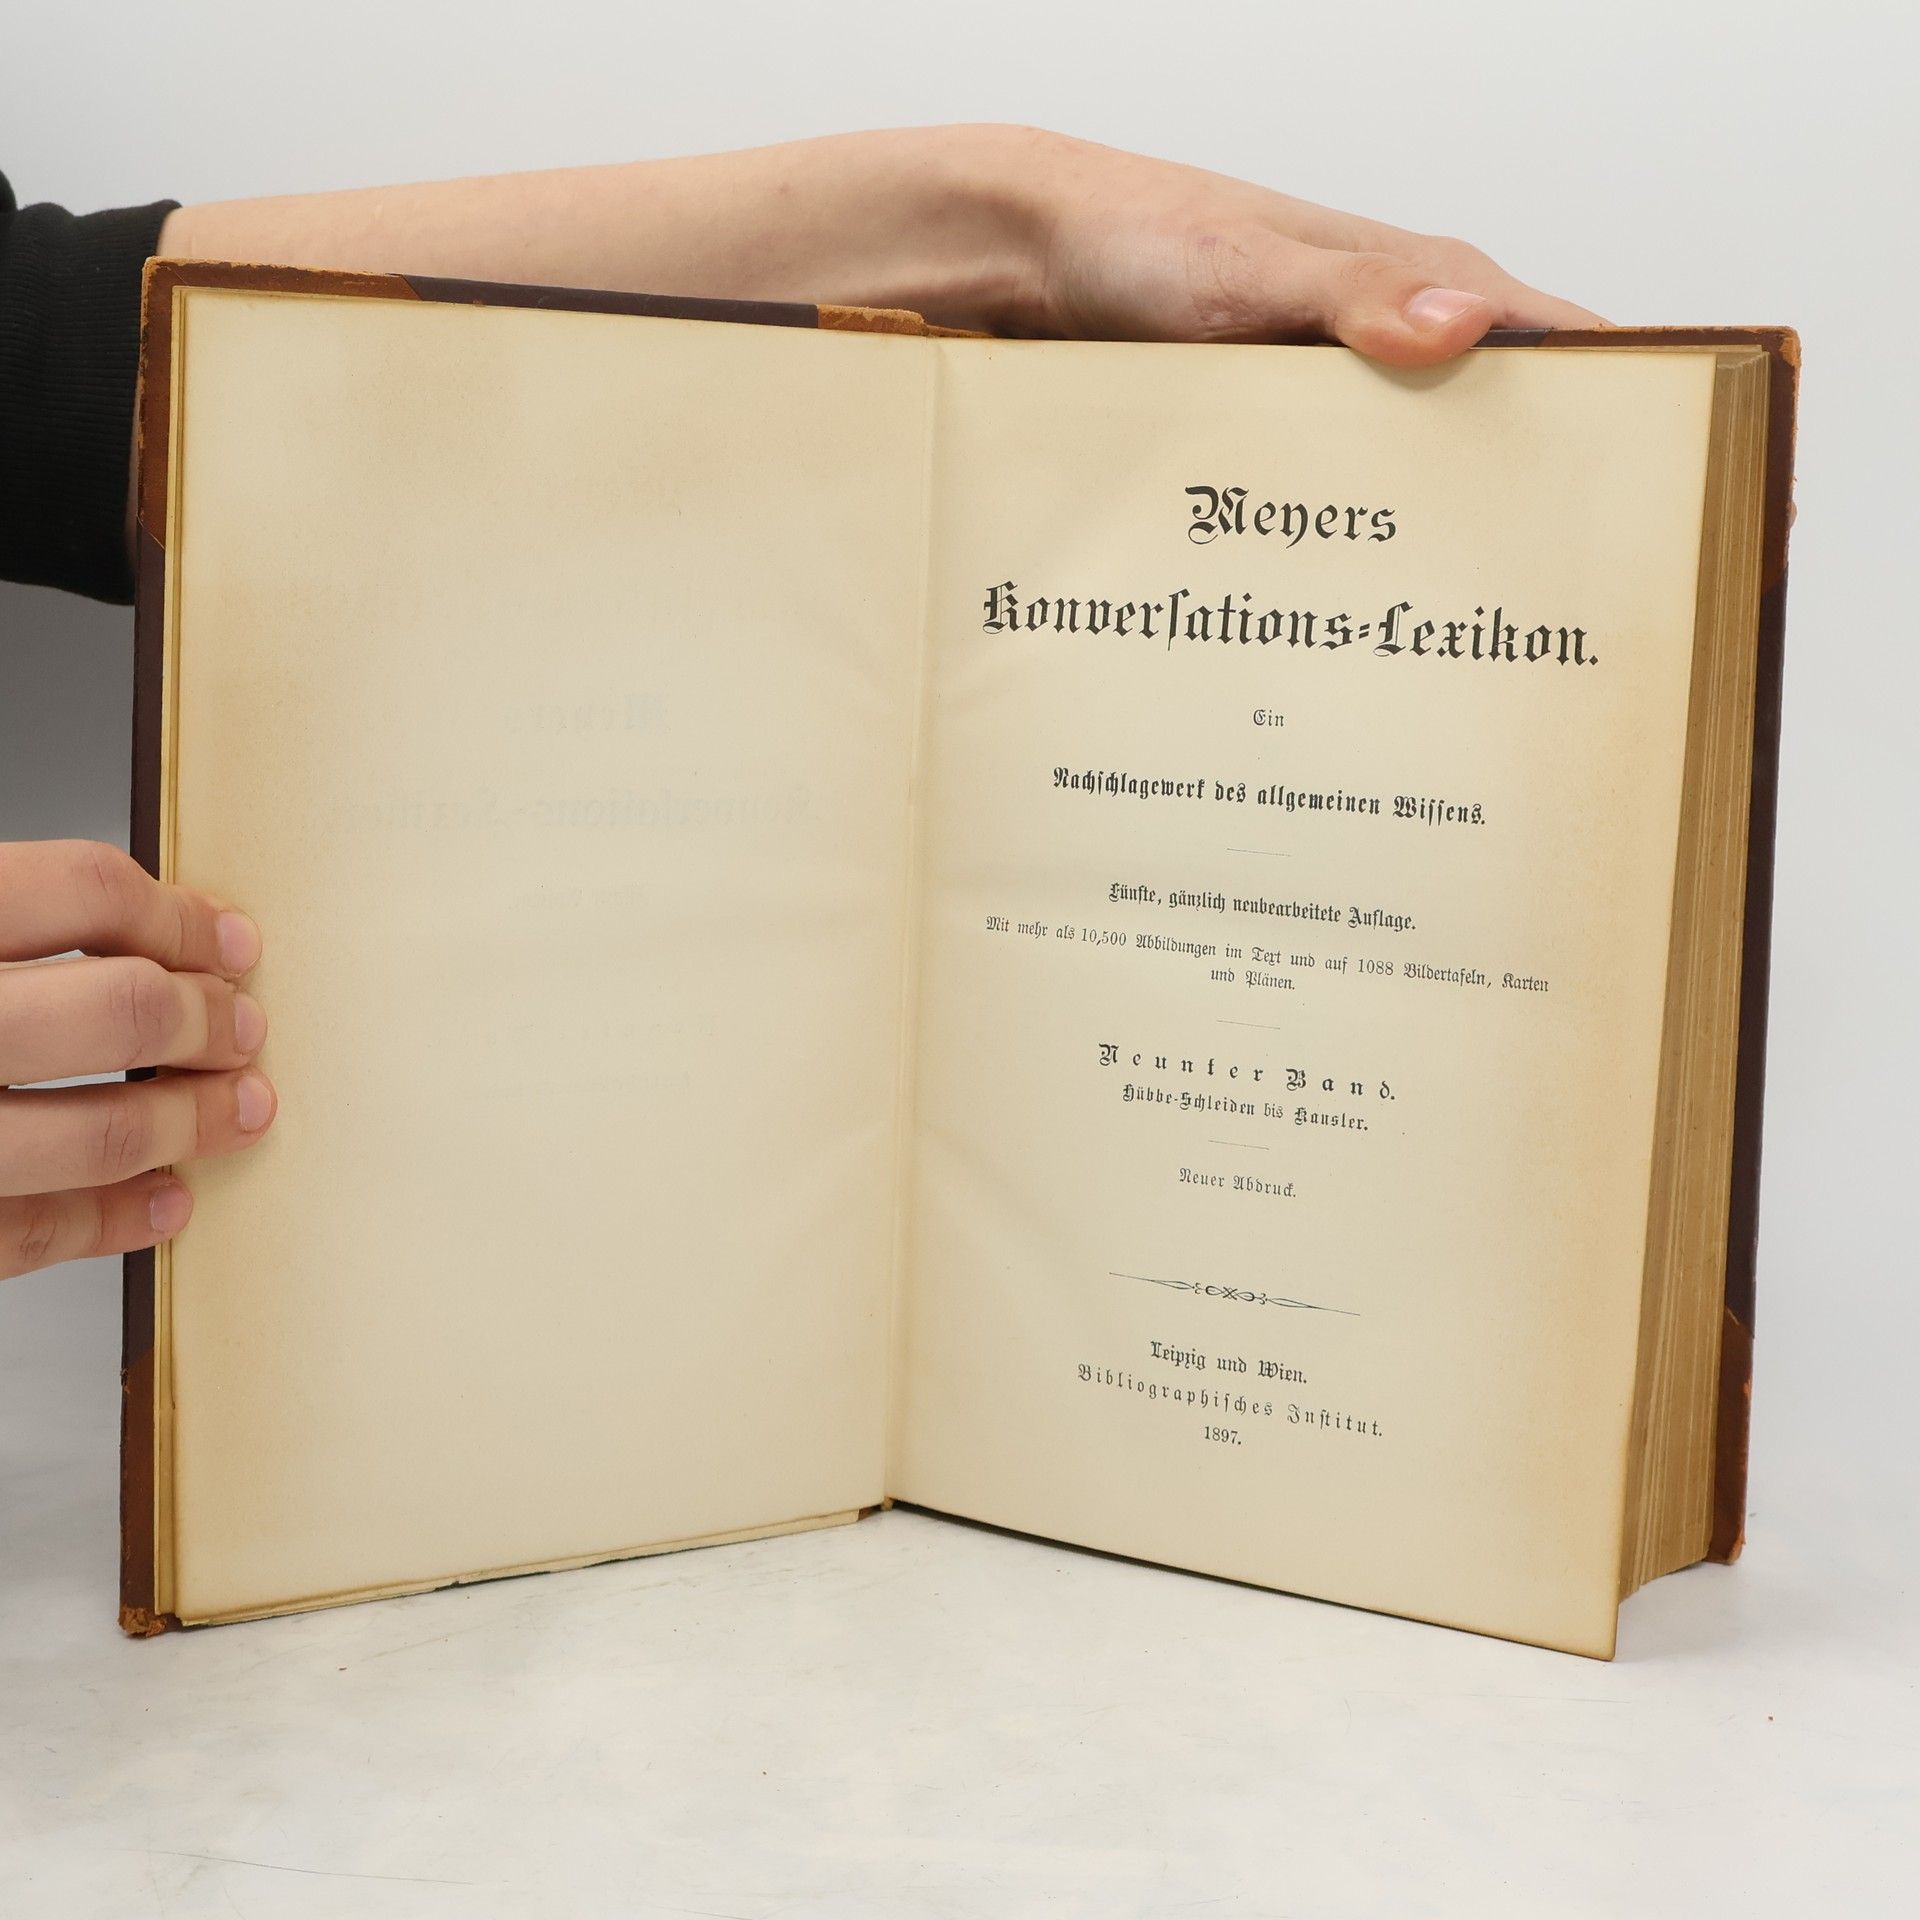 Meyers
Konverſations-Lexikon.
Ein
Nachſchlagewerk des allgemeinen Wiſſens.
Fünfte, gänzlich neubearbeitete Auflage.
Mit mehr als 10,500 Abbildungen im Text und auf 1088 Bildertafeln, Karten
und Plänen.
Neunter Band.
Hübbe-Schleiden bis Kausler.
Neuer Abdruck.
Leipzig und Wien.
Bibliographiſches Inſtitut.
1897.